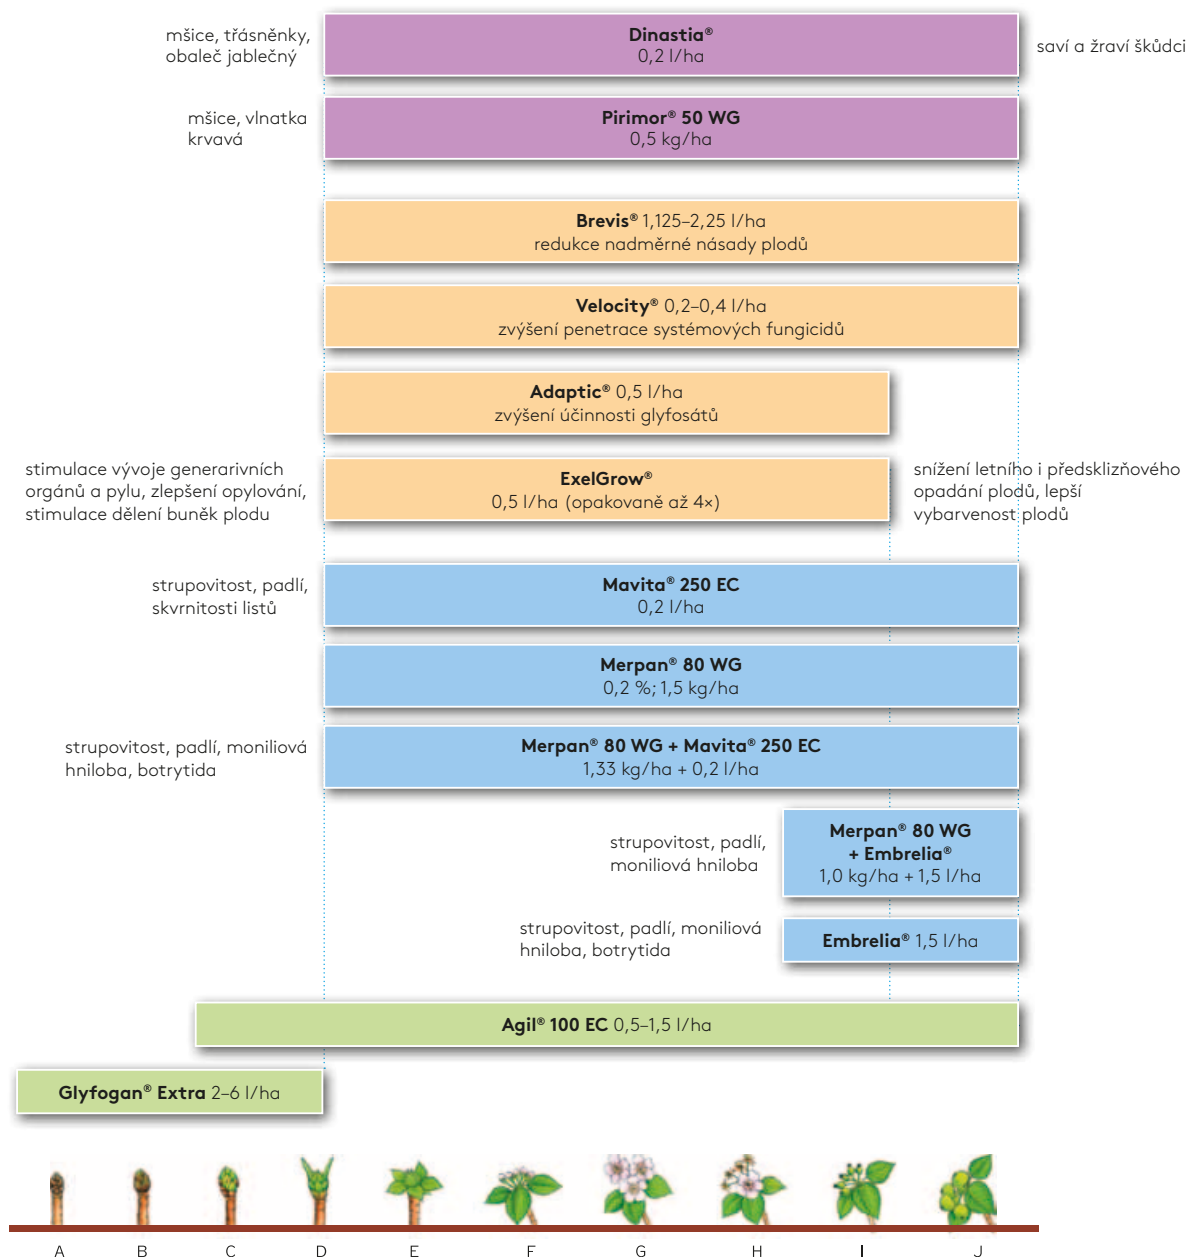 mšice, třásněnky,
obaleč jablečný
Dinastia®
0,2 l/ha
saví a žraví škůdci
mšice, vlnatka
krvavá
Pirimor® 50 WG
0,5 kg/ha
Brevis® 1,125–2,25 l/ha
redukce nadměrné násady plodů
Velocity® 0,2–0,4 l/ha
zvýšení penetrace systémových fungicidů
Adaptic® 0,5 l/ha
zvýšení účinnosti glyfosátů
stimulace vývoje generarivních
orgánů a pylu, zlepšení opylování,
stimulace dělení buněk plodu
ExelGrow®
0,5 l/ha (opakovaně až 4×)
snížení letního i předsklizňového
opadání plodů, lepší
vybarvenost plodů
strupovitost, padlí,
skvrnitosti listů
Mavita® 250 EC
0,2 l/ha
Merpan® 80 WG
0,2 %; 1,5 kg/ha
strupovitost, padlí, moniliová
hniloba, botrytida
Merpan® 80 WG + Mavita® 250 EC
1,33 kg/ha + 0,2 l/ha
strupovitost, padlí,
moniliová hniloba
Merpan® 80 WG
+ Embrelia®
1,0 kg/ha + 1,5 l/ha
strupovitost, padlí, moniliová
hniloba, botrytida
Embrelia® 1,5 l/ha
Agil® 100 EC 0,5–1,5 l/ha
Glyfogan® Extra 2–6 l/ha
A B C D E F G H I J